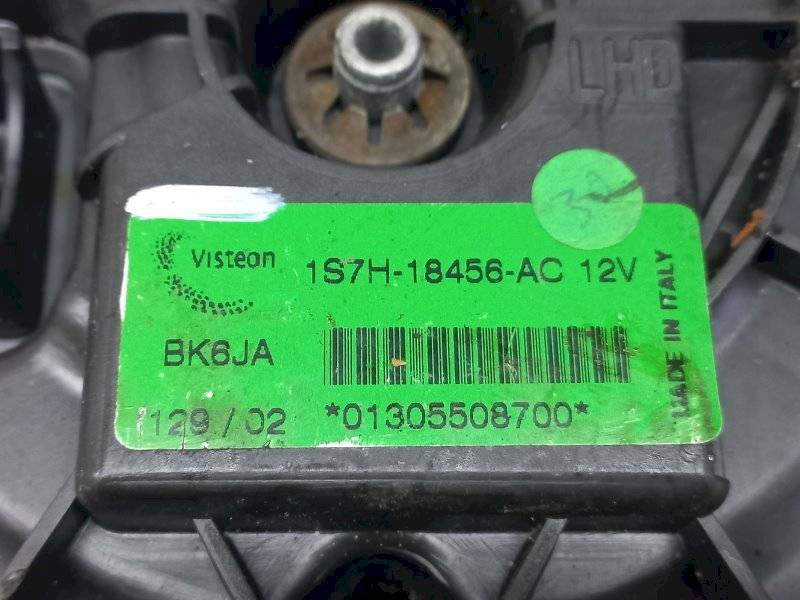 LHD
Visteon
1S7H-18456-AC 12V
BK6JA
129 / 02
*01305508700*
MADE IN ITALY